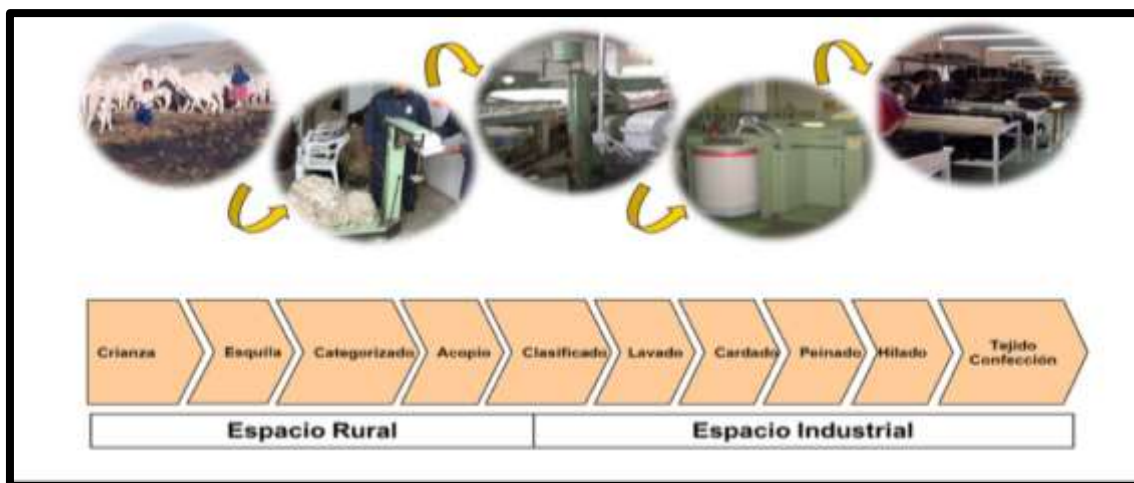 Crianza
Esquila
Categorizado
Acopio
Clasificado
Lavado
Cardado
Peinado
Hilado
Tejido
Confección
Espacio Rural
Espacio Industrial